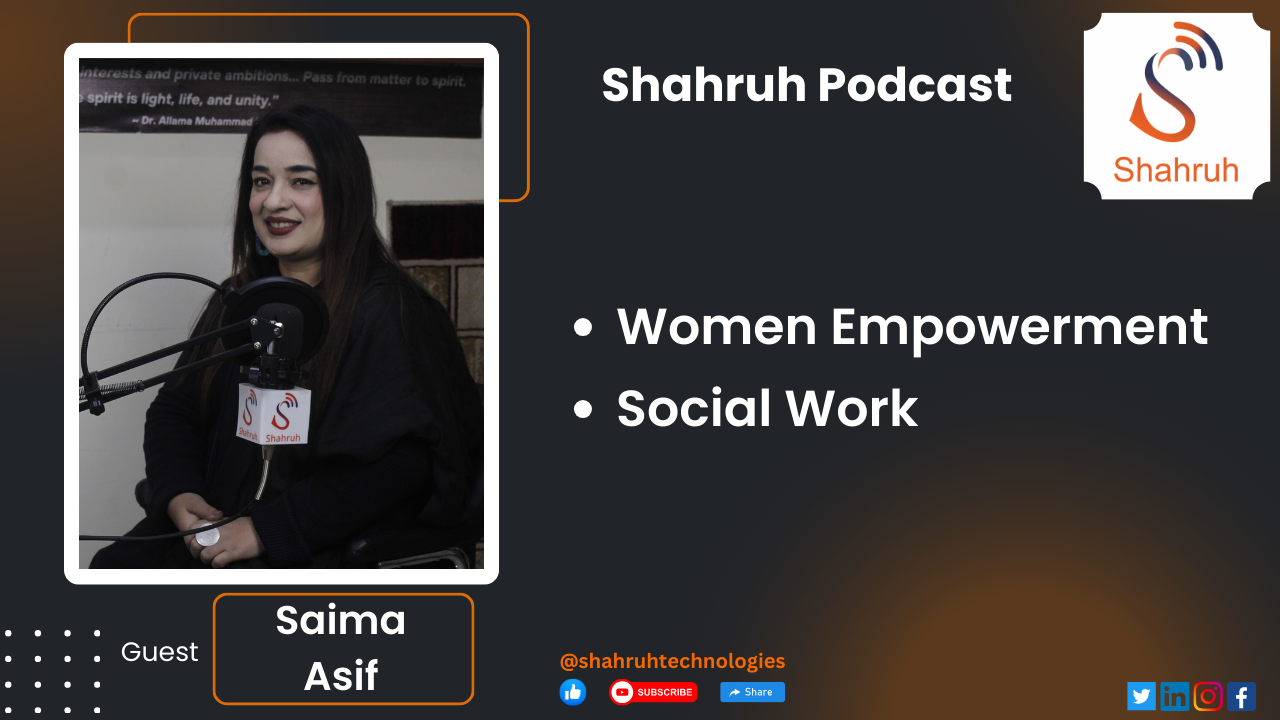 interests and private ambitions... Pass from matter to spirit.
spirit is light, life, and unity."
– Dr. Allama Muhammad
Shahruh Podcast
Shahruh
• Women Empowerment
• Social Work
Shahruh
Shahruh
Guest
Saima
Asif
@shahruhtechnologies
SUBSCRIBE
Share